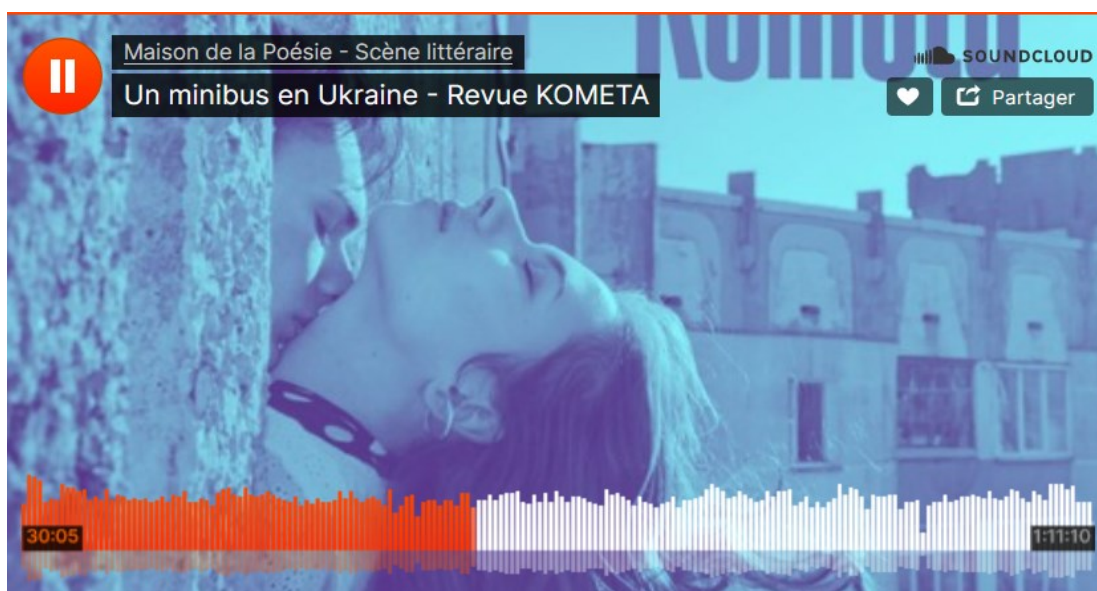 Kometa
Maison de la Poésie - Scène littéraire
SOUNDCLOUD
Un minibus en Ukraine - Revue KOMETA
Partager
30:05
1:11:10